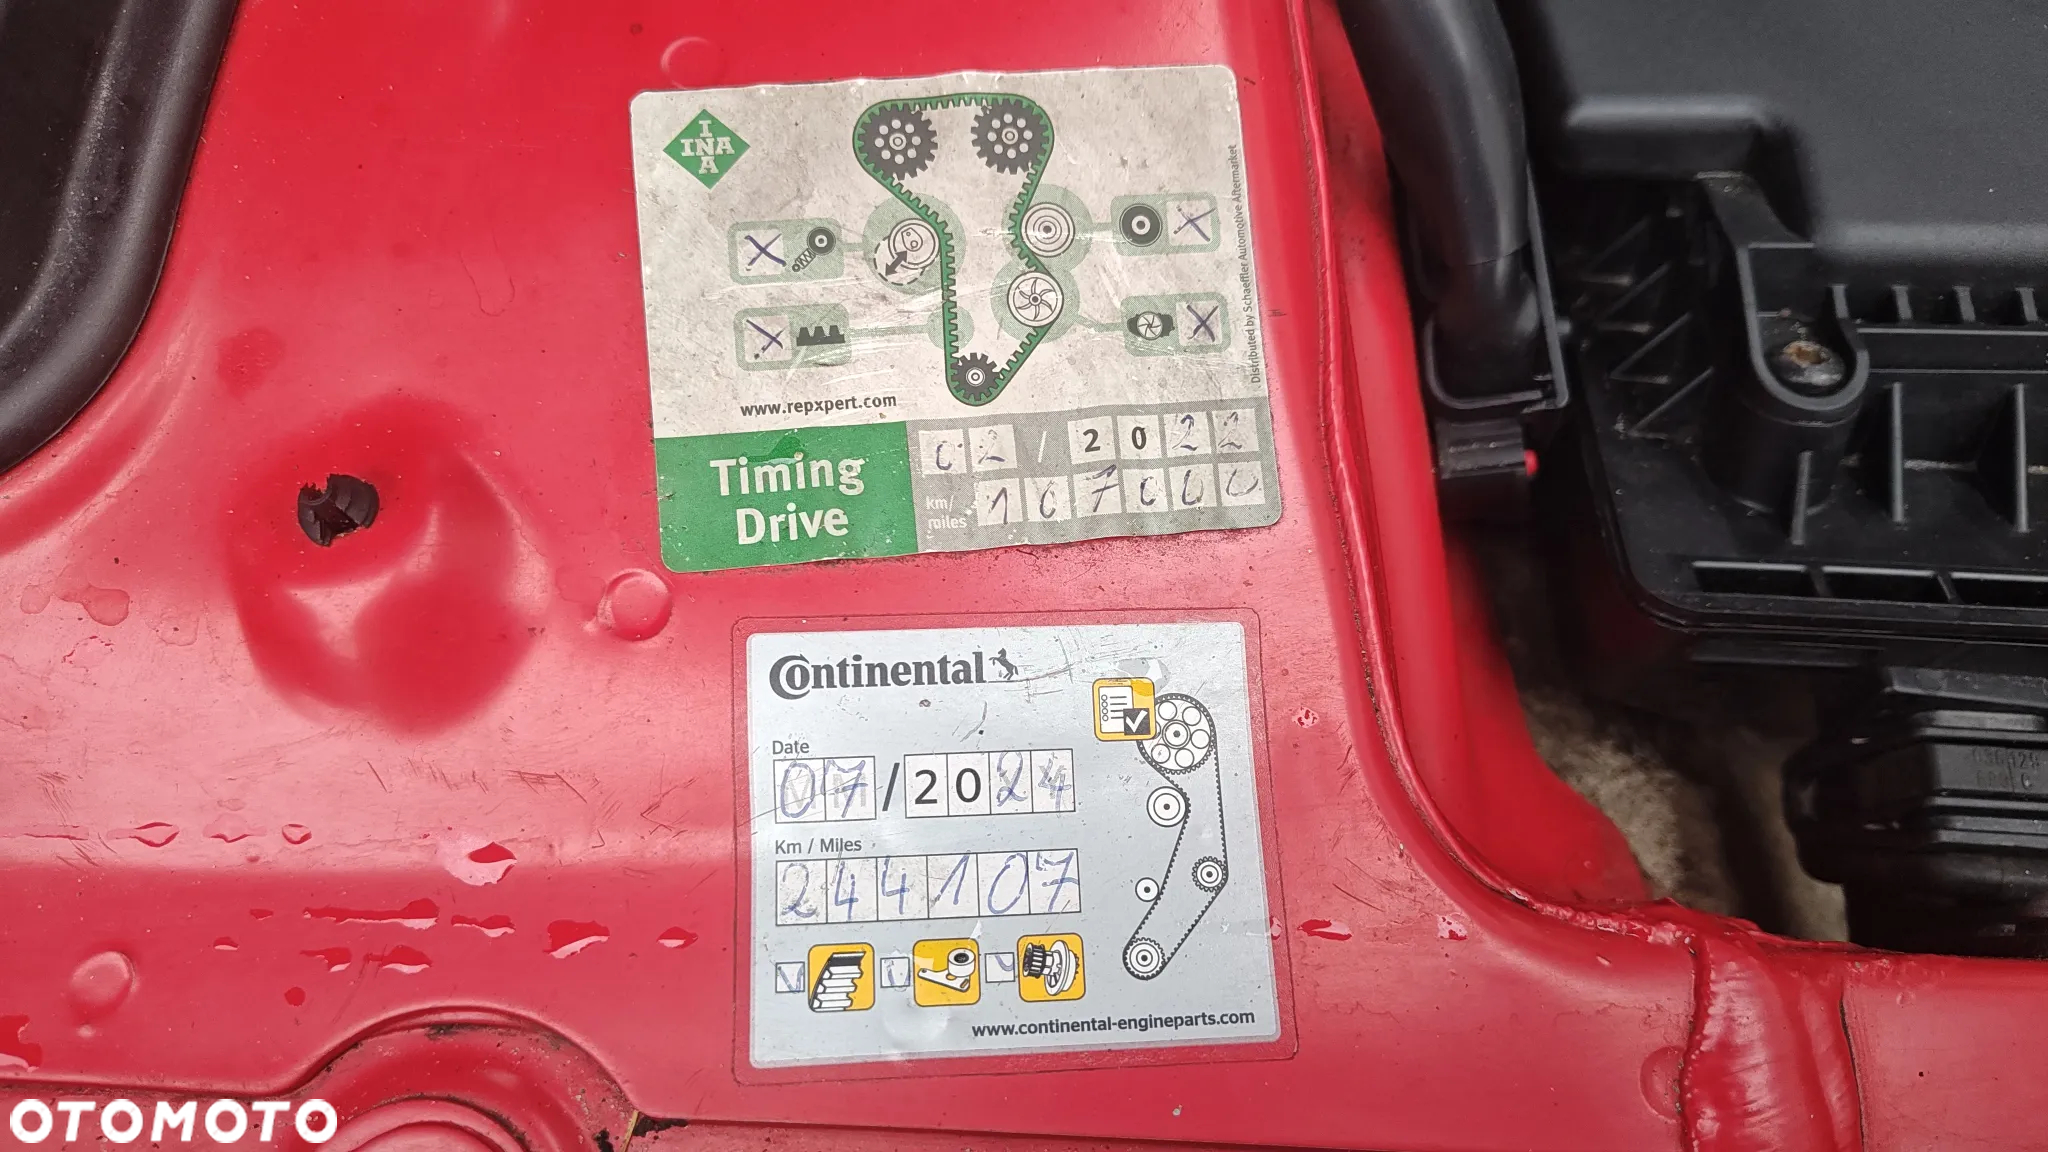 INA
INA
Distributed by Schaeffler Automotive Aftermarket
www.repxpert.com
Timing
Drive
02 / 2022
km/
miles
107000
Continental
Date
07/2024
Km / Miles
244107
www.continental-engineparts.com
OTOMOTO